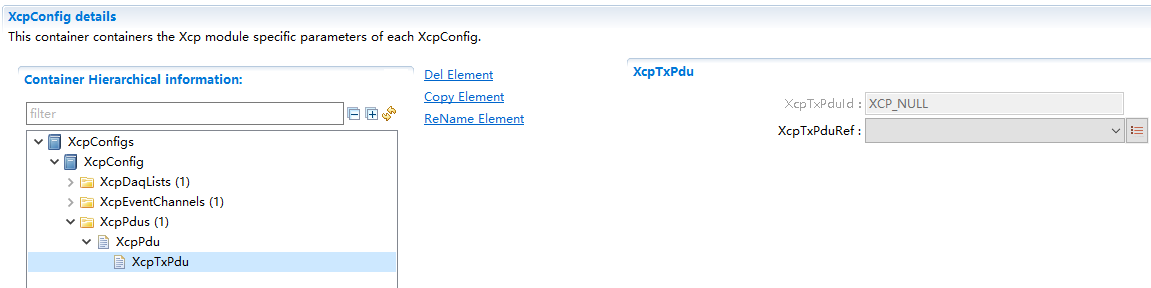 XcpConfig details
This container containers the Xcp module specific parameters of each XcpConfig.
Container Hierarchical information:
filter
XcpConfigs
XcpConfig
XcpDaqLists (1)
XcpEventChannels (1)
XcpPdus (1)
XcpPdu
XcpTxPdu
Del Element
Copy Element
ReName Element
XcpTxPdu
XcpTxPduId : XCP_NULL
XcpTxPduRef :